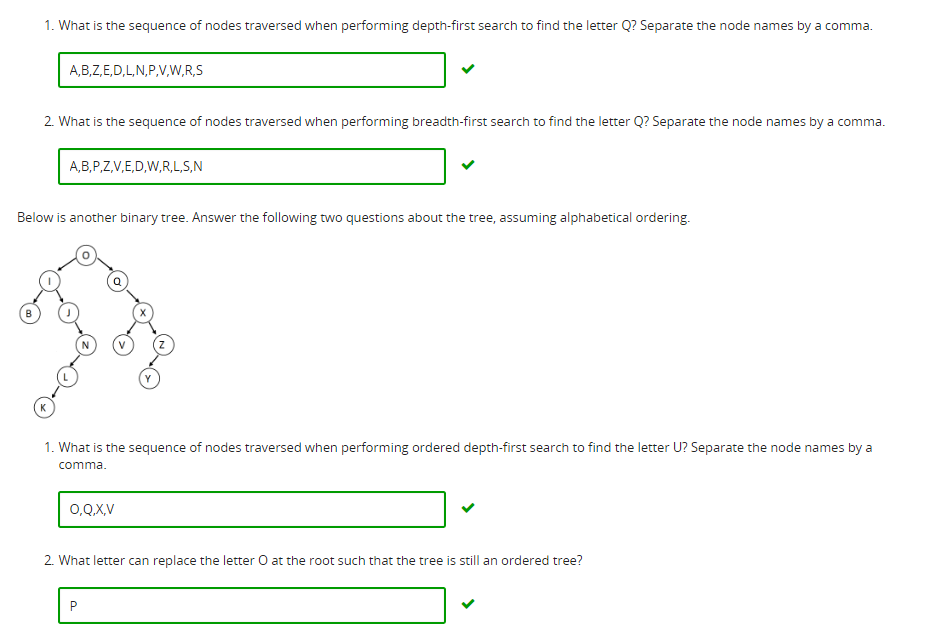 1. What is the sequence of nodes traversed when performing depth-first search to find the letter Q? Separate the node names by a comma.
A,B,Z,E,D,L,N,P,V,W,R,S
2. What is the sequence of nodes traversed when performing breadth-first search to find the letter Q? Separate the node names by a comma.
A,B,P,Z,V,E,D,W,R,L,S,N
Below is another binary tree. Answer the following two questions about the tree, assuming alphabetical ordering.
O
I Q
B J X
N V Z
L Y
K
1. What is the sequence of nodes traversed when performing ordered depth-first search to find the letter U? Separate the node names by a
comma.
O,Q,X,V
2. What letter can replace the letter O at the root such that the tree is still an ordered tree?
P